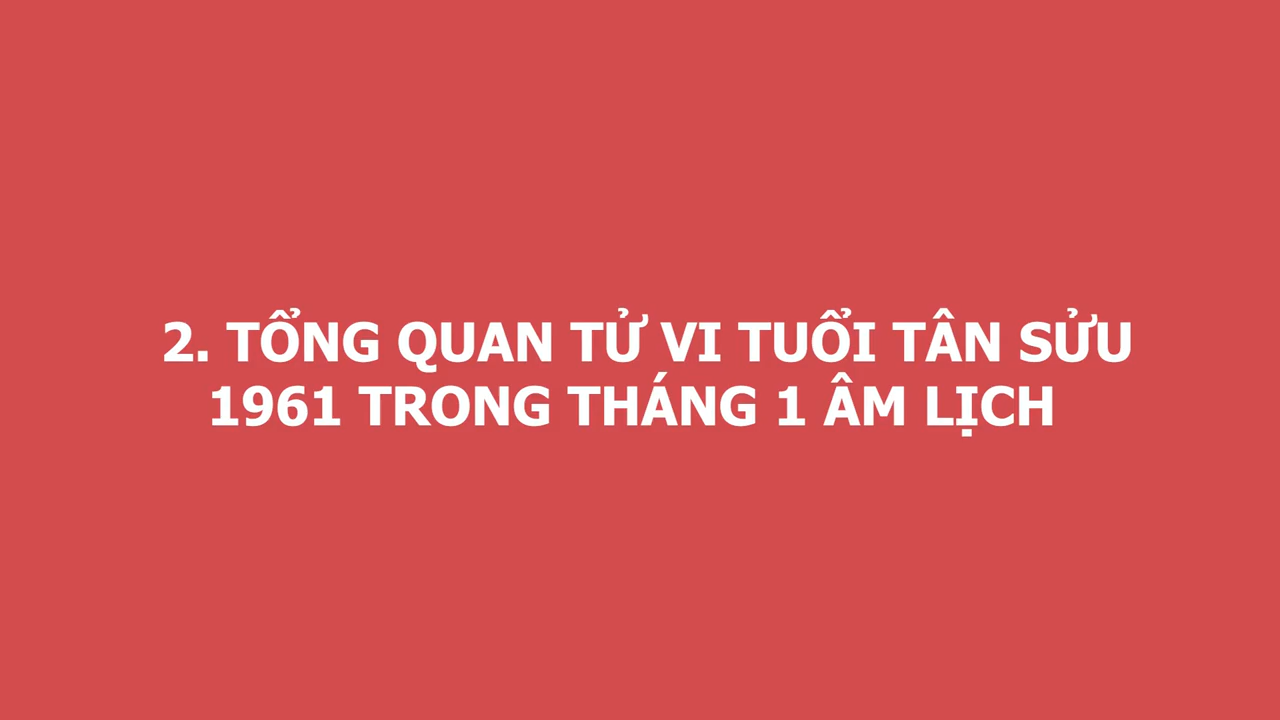 2. TỔNG QUAN TỬ VI TUỔI TÂN SỬU
1961 TRONG THÁNG 1 ÂM LỊCH